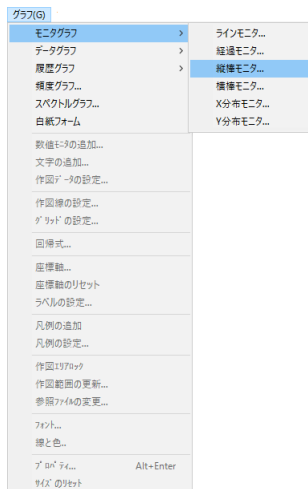 グラフ(G)
モニタグラフ >
データグラフ >
履歴グラフ >
頻度グラフ...
スペクトルグラフ...
白紙フォーム
数値ﾓﾆﾀの追加...
文字の追加...
作図ﾃﾞｰﾀの設定...
作図線の設定...
ｸﾞﾘｯﾄﾞの設定...
回帰式...
座標軸...
座標軸のリセット
ラベルの設定...
凡例の追加
凡例の設定...
作図ｴﾘｱﾛｯｸ
作図範囲の更新...
参照ﾌｧｲﾙの変更...
ﾌｫﾝﾄ...
線と色...
ﾌﾟﾛﾊﾟﾃｨ... Alt+Enter
ｻｲｽﾞのﾘｾｯﾄ
ラインモニタ...
経過モニタ...
縦棒モニタ...
横棒モニタ...
X分布モニタ...
Y分布モニタ...